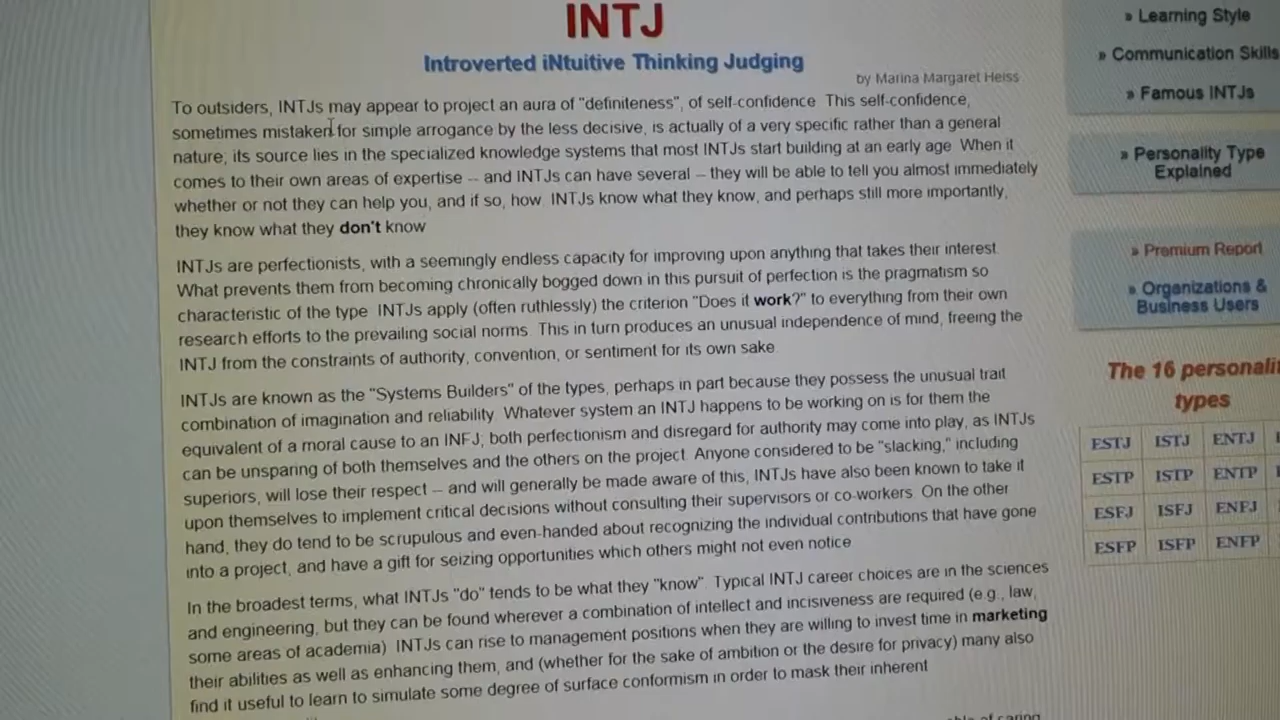 INTJ
Introverted iNtuitive Thinking Judging
by Marina Margaret Heiss
To outsiders, INTJs may appear to project an aura of "definiteness", of self-confidence. This self-confidence,
sometimes mistaken for simple arrogance by the less decisive, is actually of a very specific rather than a general
nature; its source lies in the specialized knowledge systems that most INTJs start building at an early age. When it
comes to their own areas of expertise -- and INTJs can have several -- they will be able to tell you almost immediately
whether or not they can help you, and if so, how. INTJs know what they know, and perhaps still more importantly,
they know what they don't know.
INTJs are perfectionists, with a seemingly endless capacity for improving upon anything that takes their interest.
What prevents them from becoming chronically bogged down in this pursuit of perfection is the pragmatism so
characteristic of the type. INTJs apply (often ruthlessly) the criterion "Does it work?" to everything from their own
research efforts to the prevailing social norms. This in turn produces an unusual independence of mind, freeing the
INTJ from the constraints of authority, convention, or sentiment for its own sake.
INTJs are known as the "Systems Builders" of the types, perhaps in part because they possess the unusual trait
combination of imagination and reliability. Whatever system an INTJ happens to be working on is for them the
equivalent of a moral cause to an INFJ; both perfectionism and disregard for authority may come into play, as INTJs
can be unsparing of both themselves and the others on the project. Anyone considered to be "slacking," including
superiors, will lose their respect -- and will generally be made aware of this; INTJs have also been known to take it
upon themselves to implement critical decisions without consulting their supervisors or co-workers. On the other
hand, they do tend to be scrupulous and even-handed about recognizing the individual contributions that have gone
into a project, and have a gift for seizing opportunities which others might not even notice.
In the broadest terms, what INTJs "do" tends to be what they "know". Typical INTJ career choices are in the sciences
and engineering, but they can be found wherever a combination of intellect and incisiveness are required (e.g., law,
some areas of academia). INTJs can rise to management positions when they are willing to invest time in marketing
their abilities as well as enhancing them, and (whether for the sake of ambition or the desire for privacy) many also
find it useful to learn to simulate some degree of surface conformism in order to mask their inherent
of caring
» Learning Style
» Communication Skills
» Famous INTJs
» Personality Type
Explained
» Premium Report
» Organizations &
Business Users
The 16 personali
types
ESTJ ISTJ ENTJ
ESTP ISTP ENTP
ESFJ ISFJ ENFJ
ESFP ISFP ENFP